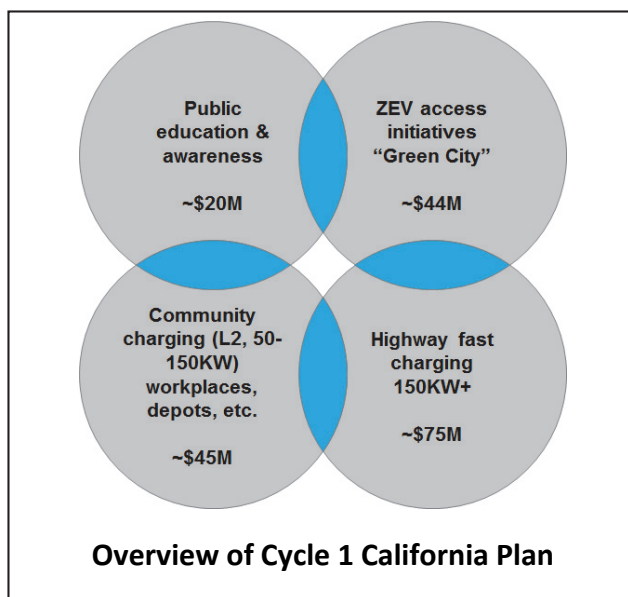 Public
education &
awareness
~$20M
ZEV access
initiatives
“Green City”
~$44M
Community
charging (L2, 50-
150KW)
workplaces,
depots, etc.
~$45M
Highway fast
charging
150KW+
~$75M
Overview of Cycle 1 California Plan